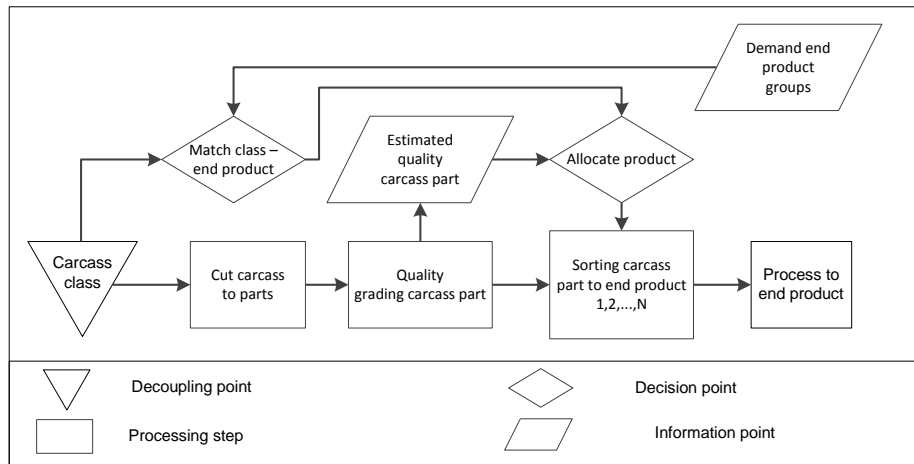 Demand end
product
groups
Match class –
end product
Estimated
quality
carcass part
Allocate product
Carcass
class
Cut carcass
to parts
Quality
grading carcass part
Sorting carcass
part to end product
1,2,...,N
Process to
end product
Decoupling point
Decision point
Processing step
Information point